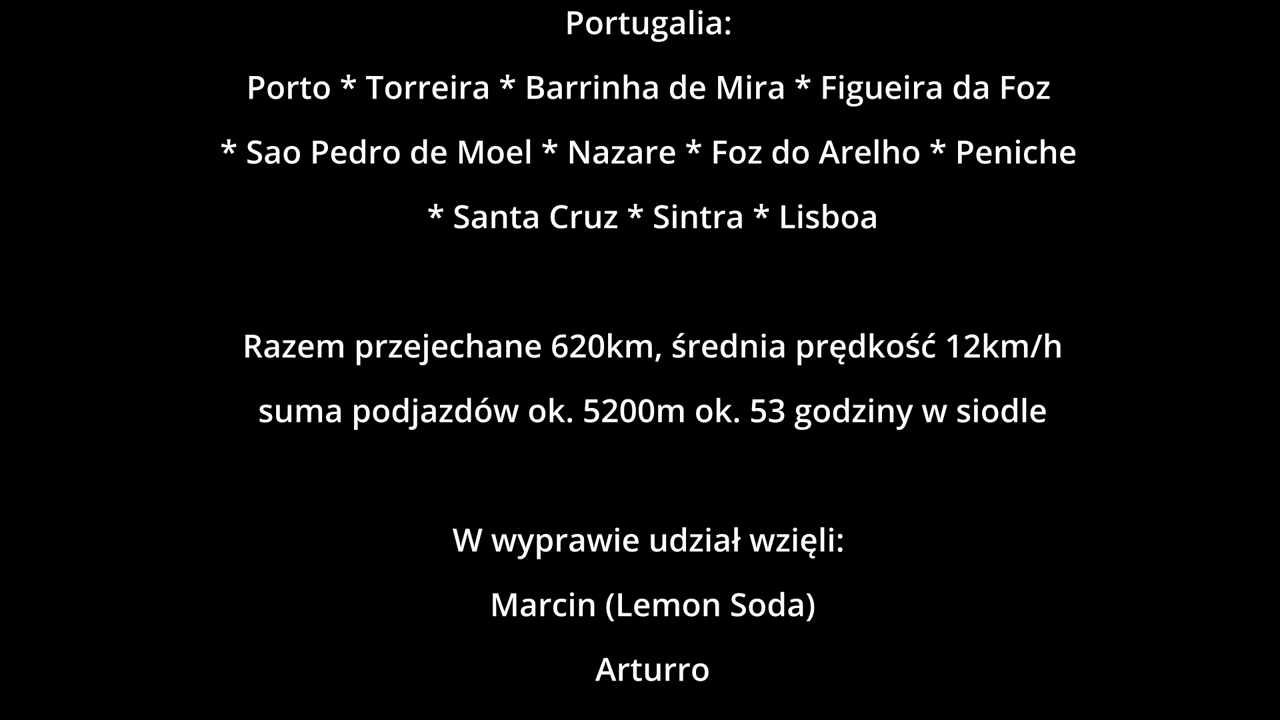 Portugalia:
Porto * Torreira * Barrinha de Mira * Figueira da Foz
* Sao Pedro de Moel * Nazare * Foz do Arelho * Peniche
* Santa Cruz * Sintra * Lisboa
Razem przejechane 620km, średnia prędkość 12km/h
suma podjazdów ok. 5200m ok. 53 godziny w siodle
W wyprawie udział wzięli:
Marcin (Lemon Soda)
Arturro